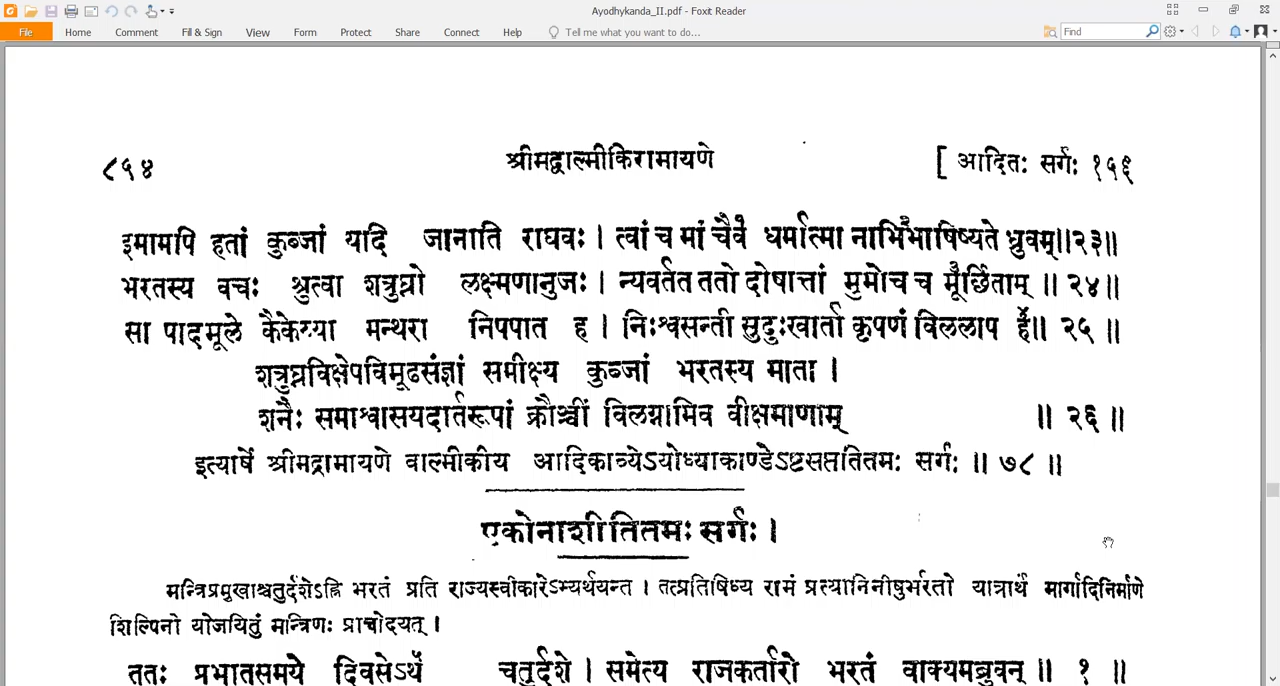 Ayodhykanda_II.pdf - Foxit Reader
File Home Comment Fill & Sign View Form Protect Share Connect Help Tell me what you want to do... Find
८५४ श्रीमद्वाल्मीकिरामायणे [ आदितः सर्गः १५६
इमामपि हतां कुब्जां यदि जानाति राघवः । त्वां च मां चैव धर्मात्मा नाभिभाषिष्यते ध्रुवम्॥२३॥
भरतस्य वचः श्रुत्वा शत्रुघ्नो लक्ष्मणानुजः । न्यवर्तत ततो दोषात्तां मुमोच च मूर्छिताम् ॥ २४॥
सा पादमूले कैकेय्या मन्थरा निपपात ह । निःश्वसन्ती सुदुःखार्ता कृपणं विललाप ह॥ २५ ॥
शत्रुघ्नविक्षेपविमूढसंज्ञां समीक्ष्य कुब्जां भरतस्य माता ।
शनैः समाश्वासयदार्तरूपां क्रौञ्चीं विलग्नामिव वीक्षमाणाम् ॥ २६ ॥
इत्यार्षे श्रीमद्रामायणे वाल्मीकीय आदिकाव्येऽयोध्याकाण्डेऽष्टसप्ततितमः सर्गः ॥ ७८ ॥
एकोनाशीतितमः सर्गः ।
मन्त्रिप्रमुखाश्चतुर्दशेऽह्नि भरतं प्रति राज्यस्वीकारेऽभ्यर्थयन्त । तत्प्रतिषिध्य रामं प्रत्यानिनीषुर्भरतो यात्रार्थं मार्गादिनिर्माणे
शिल्पिनो योजयितुं मन्त्रिणः प्राचोदयत् ।
ततः प्रभातसमये दिवसेऽथ चतुर्दशे । समेत्य राजकर्तारो भरतं वाक्यमब्रुवन् ॥ १ ॥